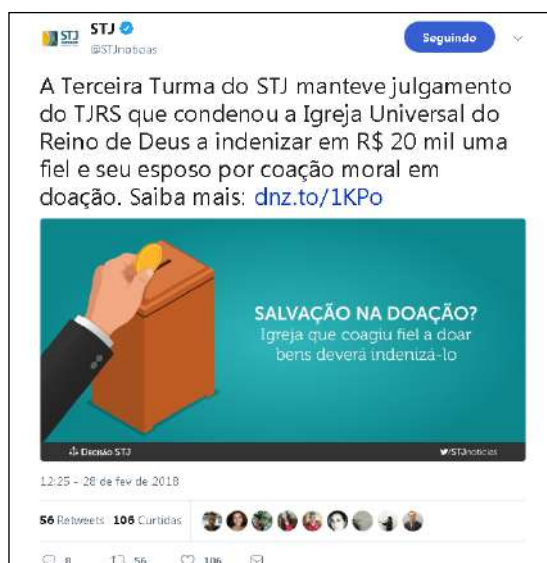 STJ
STJ
@STJnoticias
Seguindo
A Terceira Turma do STJ manteve julgamento
do TJRS que condenou a Igreja Universal do
Reino de Deus a indenizar em R$ 20 mil uma
fiel e seu esposo por coação moral em
doação. Saiba mais: dnz.to/1KPo
SALVAÇÃO NA DOAÇÃO?
Igreja que coagiu fiel a doar
bens deverá indenizá-lo
Decisão STJ
/STJnoticias
12:25 - 28 de fev de 2018
56 Retweets 106 Curtidas
8 56 106